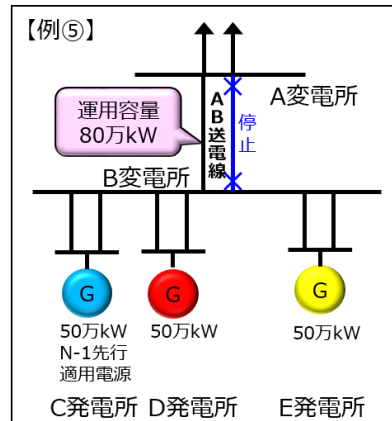 【例⑤】
運用容量
80万kW
AB送電線
停止
A変電所
B変電所
G
G
G
50万kW
N-1先行
適用電源
50万kW
50万kW
C発電所
D発電所
E発電所